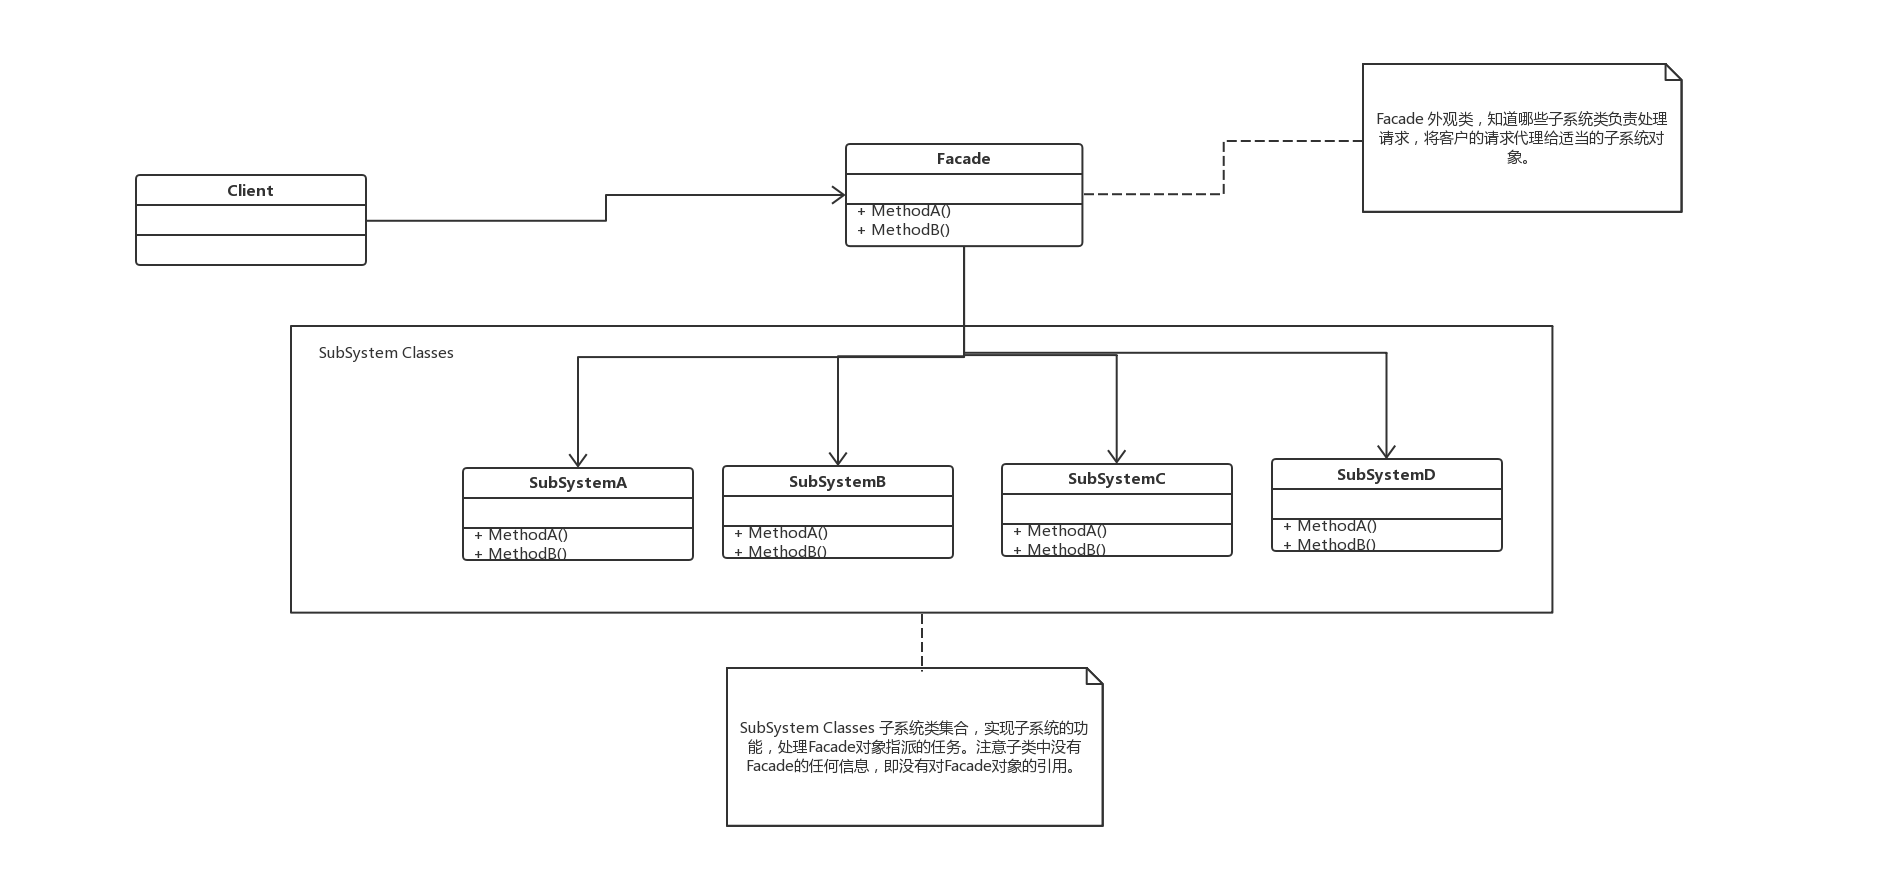 Facade 外观类，知道哪些子系统类负责处理
请求，将客户的请求代理给适当的子系统对
象。
Facade
+ MethodA()
+ MethodB()
Client
SubSystem Classes
SubSystemA
+ MethodA()
+ MethodB()
SubSystemB
+ MethodA()
+ MethodB()
SubSystemC
+ MethodA()
+ MethodB()
SubSystemD
+ MethodA()
+ MethodB()
SubSystem Classes 子系统类集合，实现子系统的功
能，处理Facade对象指派的任务。注意子类中没有
Facade的任何信息，即没有对Facade对象的引用。